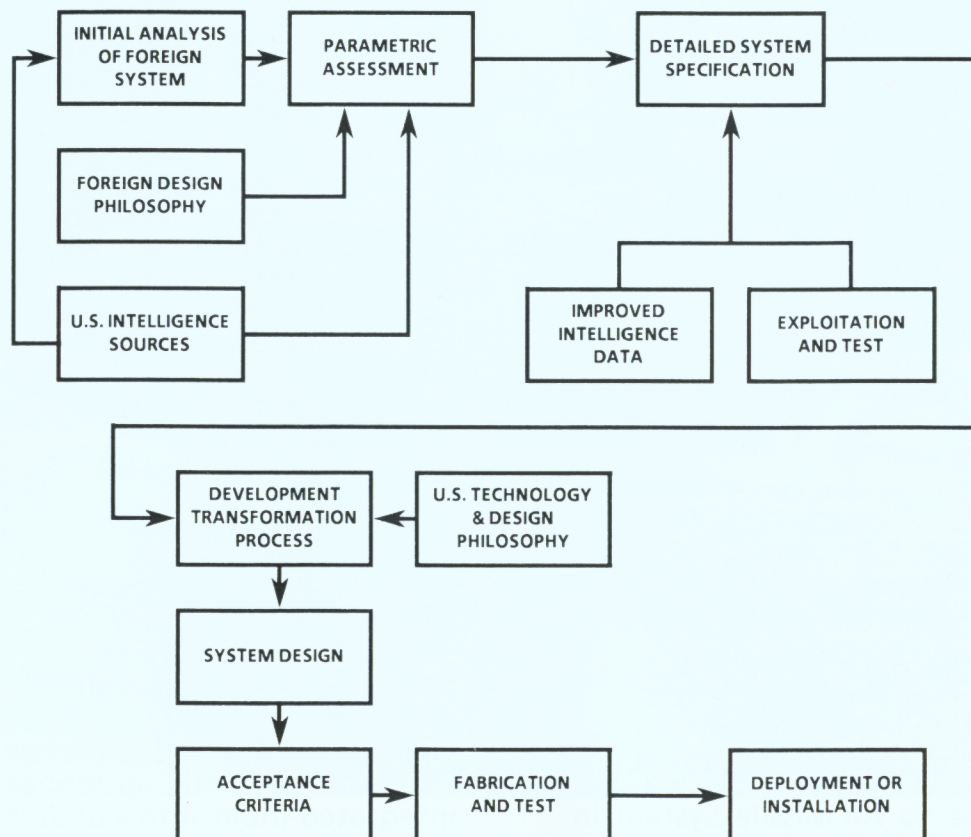 INITIAL ANALYSIS
OF FOREIGN
SYSTEM
PARAMETRIC
ASSESSMENT
DETAILED SYSTEM
SPECIFICATION
FOREIGN DESIGN
PHILOSOPHY
U.S. INTELLIGENCE
SOURCES
IMPROVED
INTELLIGENCE
DATA
EXPLOITATION
AND TEST
DEVELOPMENT
TRANSFORMATION
PROCESS
U.S. TECHNOLOGY
& DESIGN
PHILOSOPHY
SYSTEM DESIGN
ACCEPTANCE
CRITERIA
FABRICATION
AND TEST
DEPLOYMENT OR
INSTALLATION